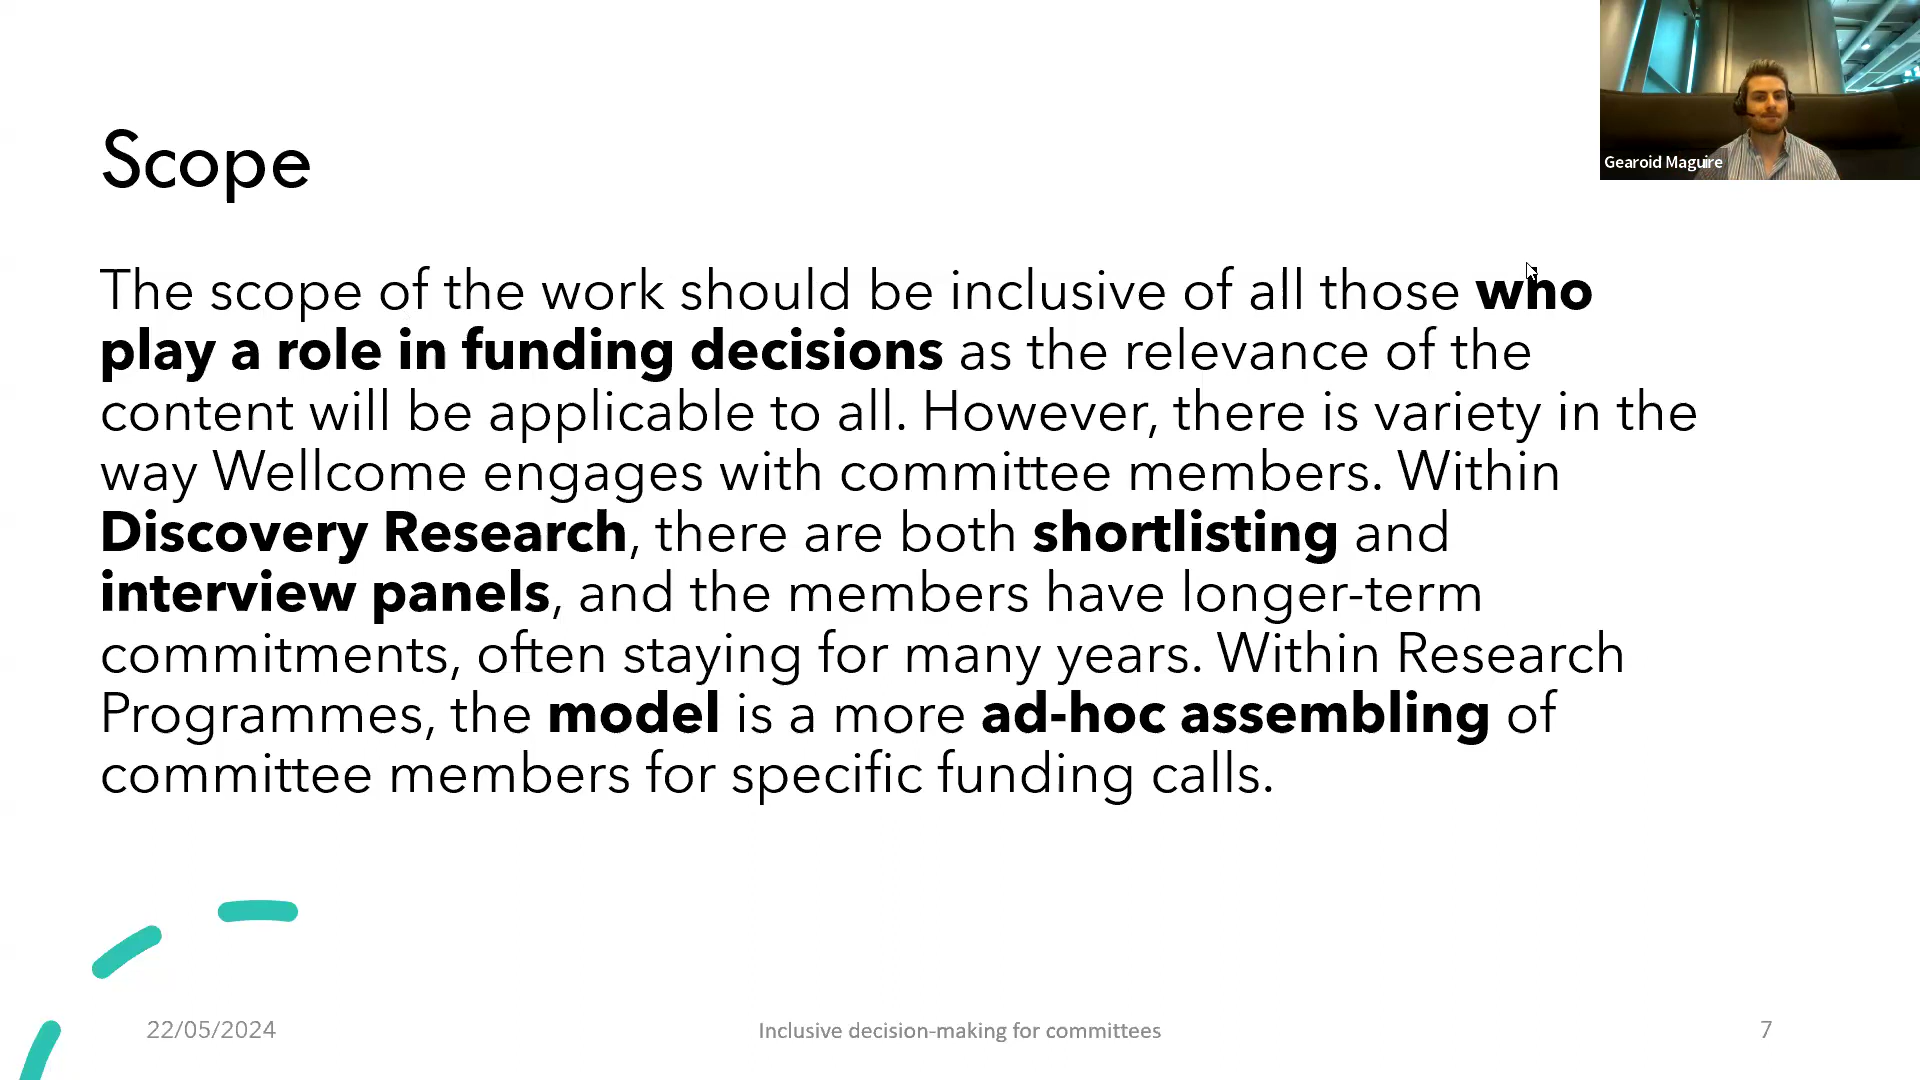 Gearoid Maguire
Scope
The scope of the work should be inclusive of all those who
play a role in funding decisions as the relevance of the
content will be applicable to all. However, there is variety in the
way Wellcome engages with committee members. Within
Discovery Research, there are both shortlisting and
interview panels, and the members have longer-term
commitments, often staying for many years. Within Research
Programmes, the model is a more ad-hoc assembling of
committee members for specific funding calls.
22/05/2024
Inclusive decision-making for committees
7